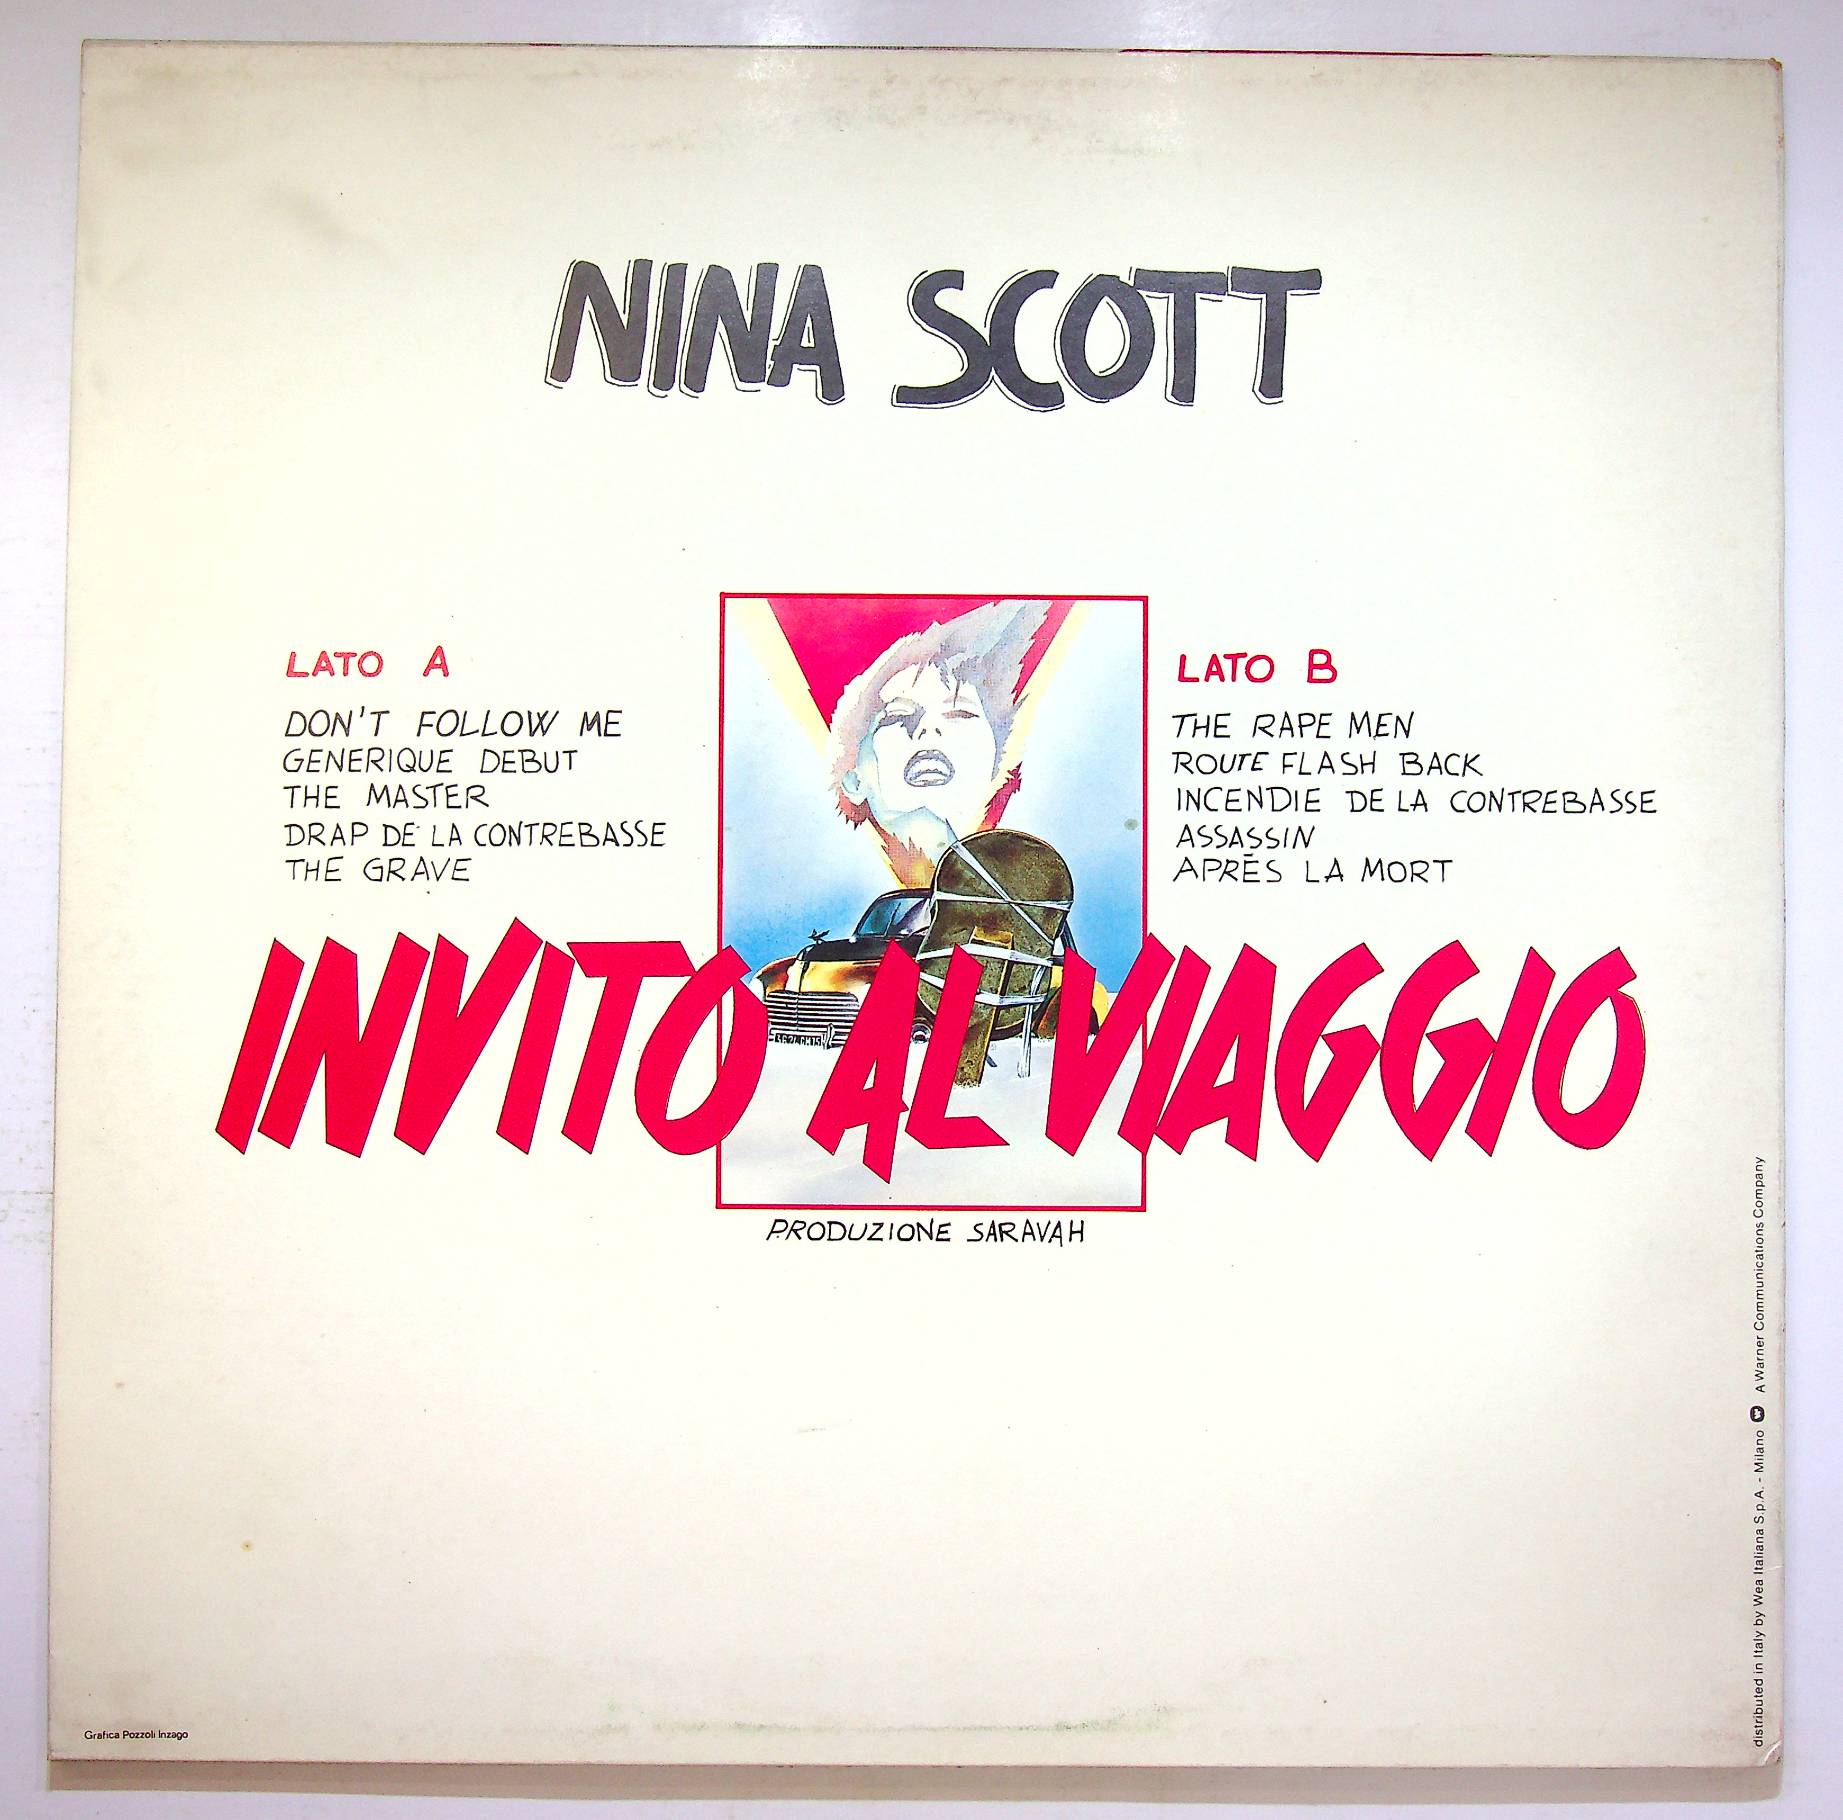 NINA SCOTT
LATO A
DON'T FOLLOW ME
GENERIQUE DEBUT
THE MASTER
DRAP DE LA CONTREBASSE
THE GRAVE
LATO B
THE RAPE MEN
ROUTE FLASH BACK
INCENDIE DE LA CONTREBASSE
ASSASSIN
APRÈS LA MORT
INVITO AL VIAGGIO
PRODUZIONE SARAVAH
Grafica Pozzoli Inzago
distributed in Italy by Wea Italiana S.p.A. - Milano A Warner Communications Company